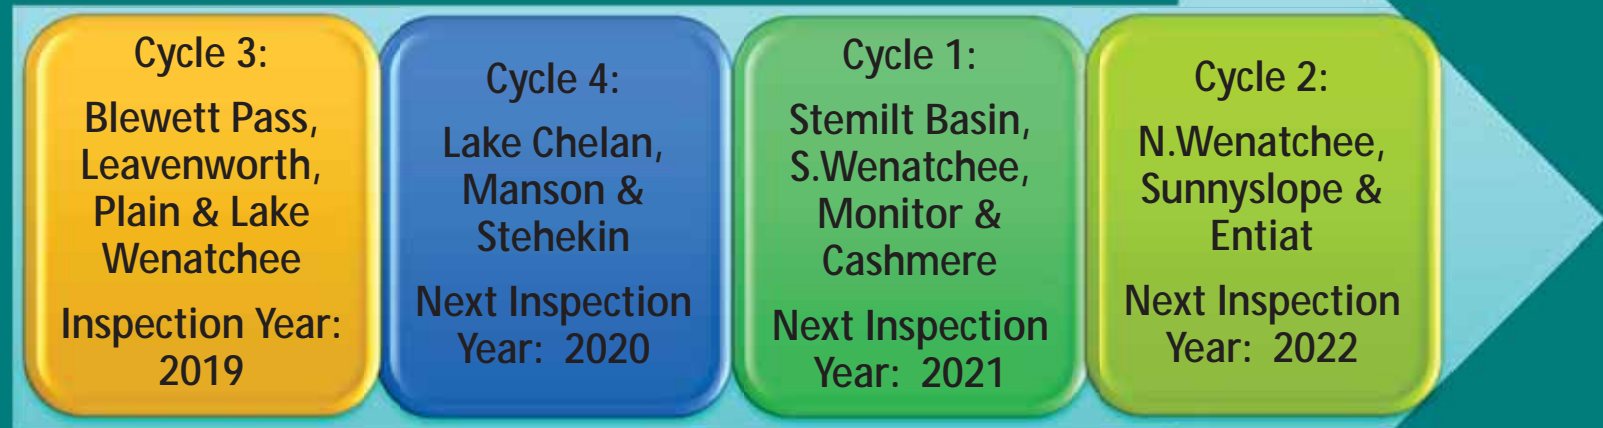 Cycle 3:
Blewett Pass,
Leavenworth,
Plain & Lake
Wenatchee
Inspection Year:
2019
Cycle 4:
Lake Chelan,
Manson &
Stehekin
Next Inspection
Year: 2020
Cycle 1:
Stemilt Basin,
S.Wenatchee,
Monitor &
Cashmere
Next Inspection
Year: 2021
Cycle 2:
N.Wenatchee,
Sunnyslope &
Entiat
Next Inspection
Year: 2022